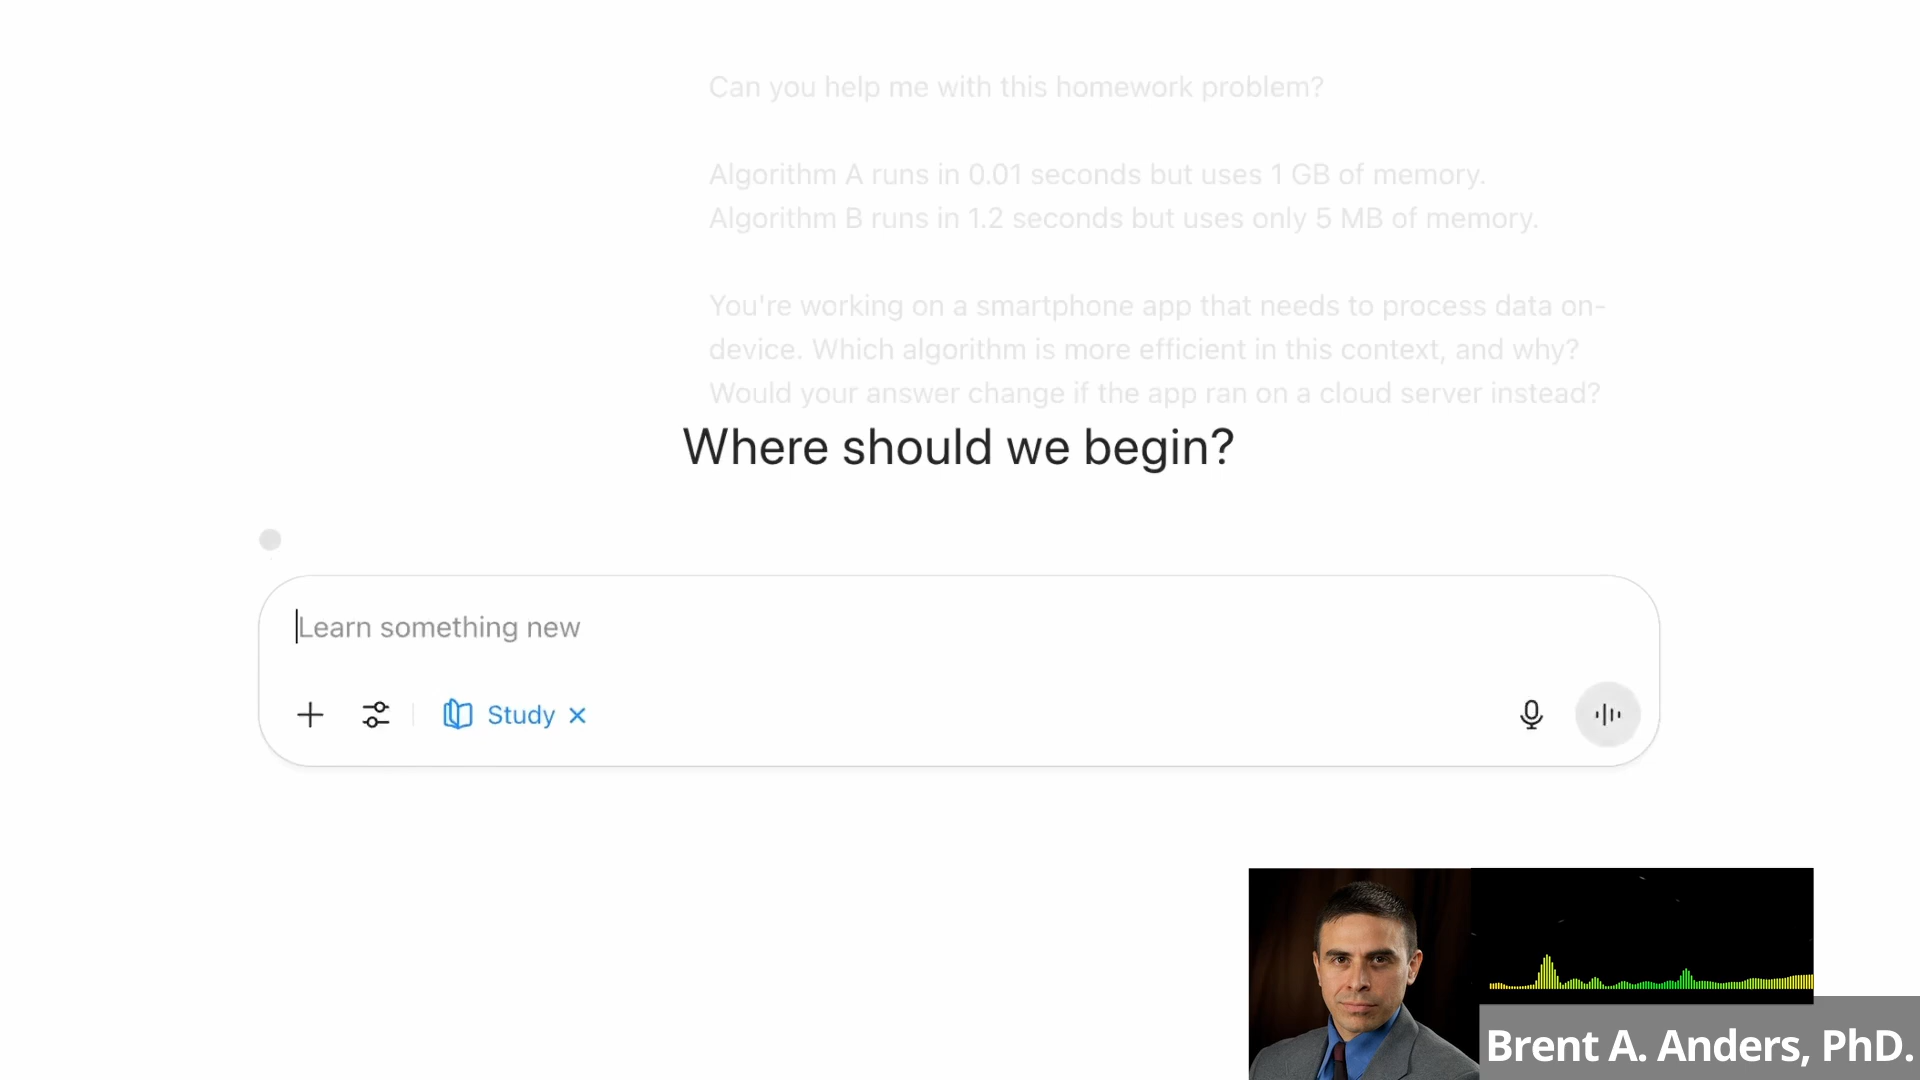 Can you help me with this homework problem?
Algorithm A runs in 0.01 seconds but uses 1 GB of memory.
Algorithm B runs in 1.2 seconds but uses only 5 MB of memory.
You're working on a smartphone app that needs to process data on-
device. Which algorithm is more efficient in this context, and why?
Would your answer change if the app ran on a cloud server instead?
Where should we begin?
Learn something new
Study
Brent A. Anders, PhD.